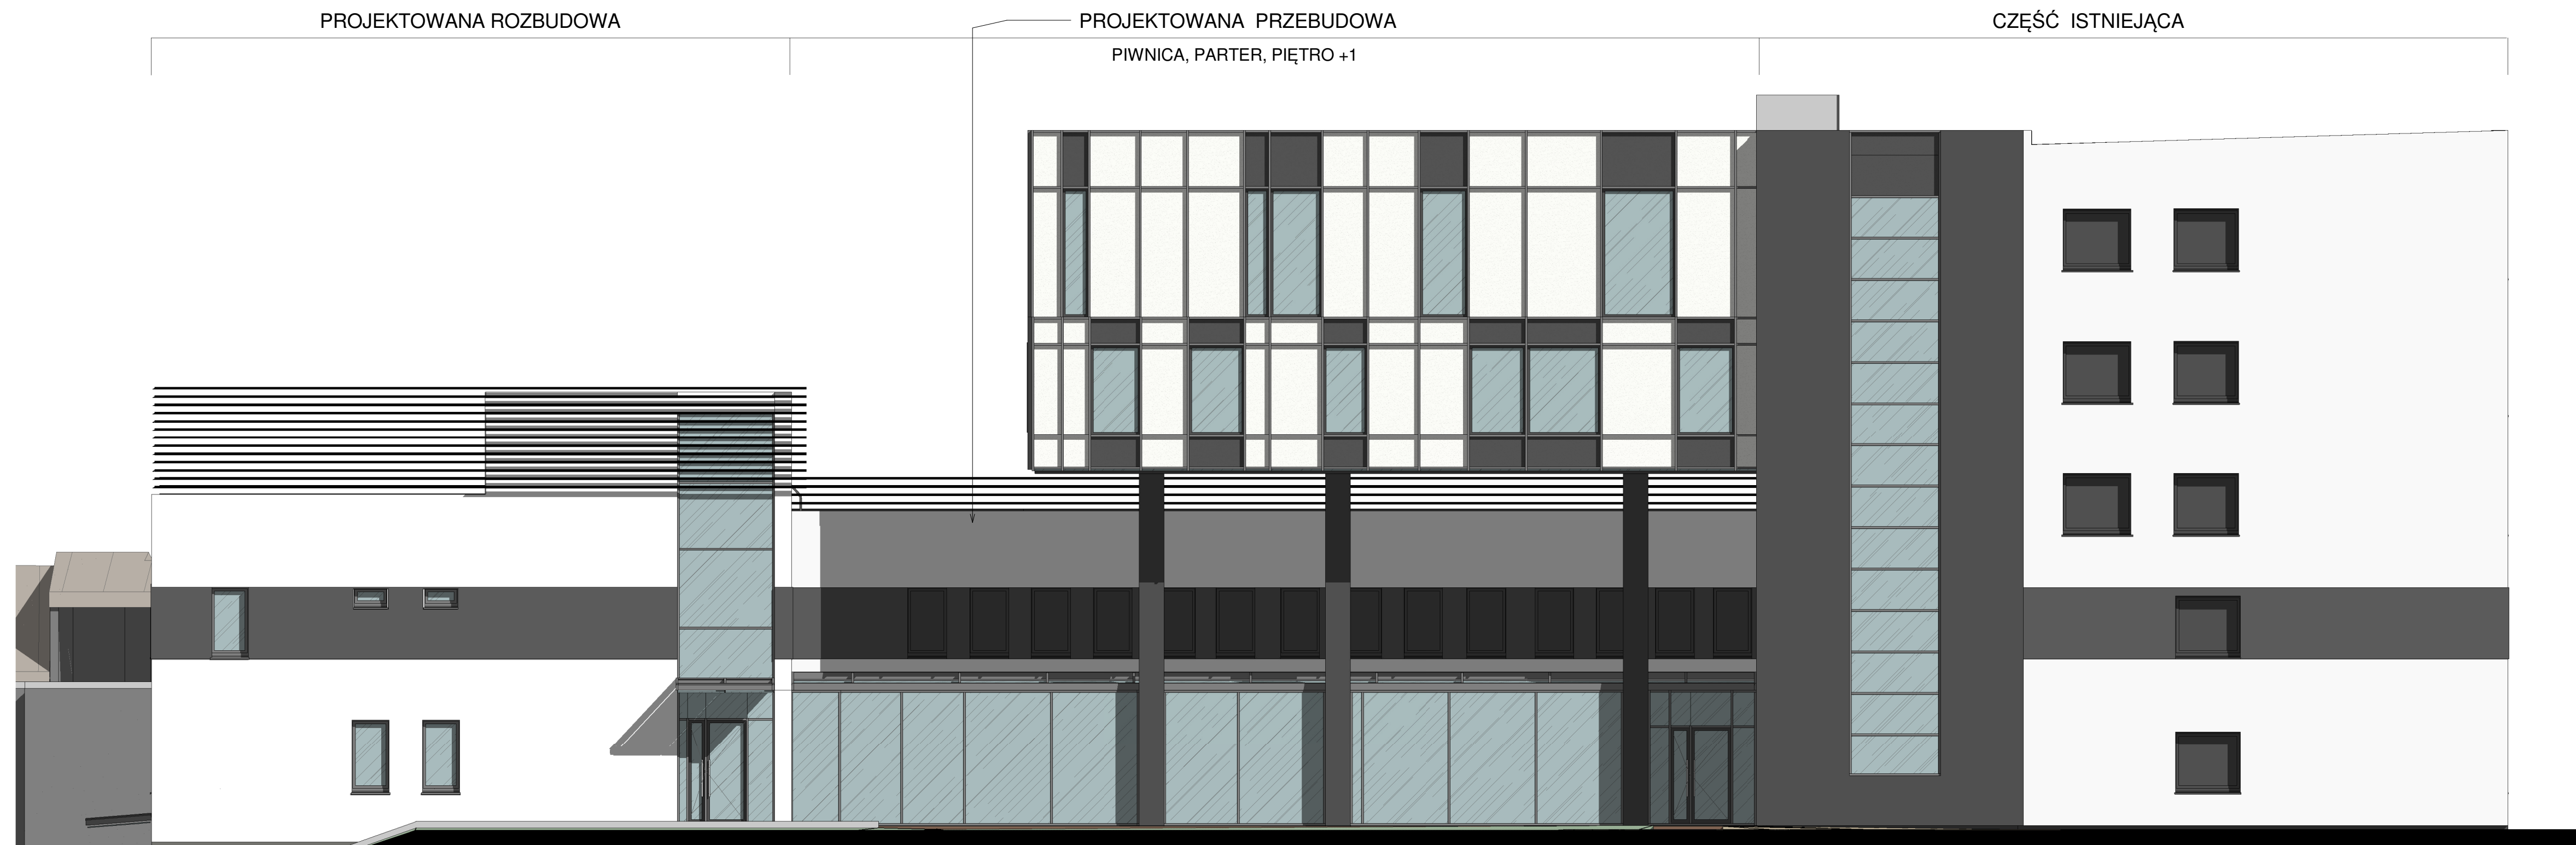 PROJEKTOWANA ROZBUDOWA
PROJEKTOWANA PRZEBUDOWA
PIWNICA, PARTER, PIĘTRO +1
CZĘŚĆ ISTNIEJĄCA